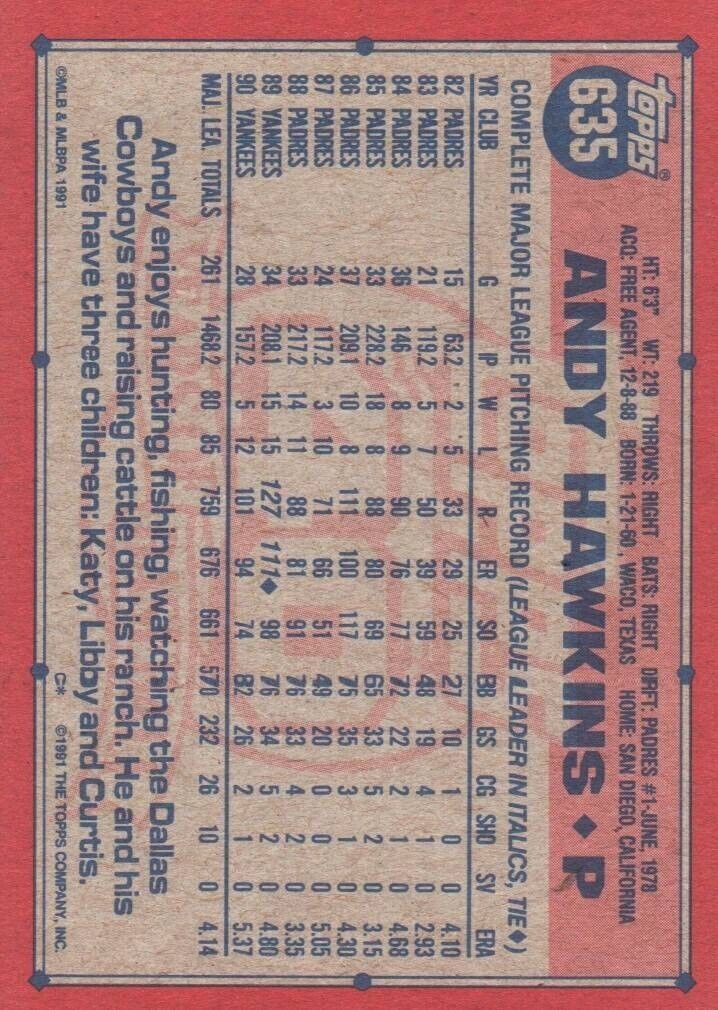 topps®
635
HT: 6'3" WT: 219 THROWS: RIGHT BATS: RIGHT DRFT: PADRES #1-JUNE, 1978
ACQ: FREE AGENT, 12-8-88 BORN: 1-21-60, WACO, TEXAS HOME: SAN DIEGO, CALIFORNIA
ANDY HAWKINS ♦ P
COMPLETE MAJOR LEAGUE PITCHING RECORD (LEAGUE LEADER IN ITALICS, TIE ♦)
YR CLUB G IP W L R ER SO BB GS CG SHO SV ERA
82 PADRES 15 63.2 2 5 33 29 25 27 10 1 0 0 4.10
83 PADRES 21 119.2 5 7 50 39 59 48 19 4 1 0 2.93
84 PADRES 36 146 8 9 90 76 77 72 22 2 1 0 4.68
85 PADRES 33 228.2 18 8 88 80 69 65 33 5 2 0 3.15
86 PADRES 37 209.1 10 8 111 100 117 75 35 3 1 0 4.30
87 PADRES 24 117.2 3 10 71 66 51 49 20 0 0 0 5.05
88 PADRES 33 217.2 14 11 88 81 91 76 33 4 2 0 3.35
89 YANKEES 34 208.1 15 15 127 111♦ 98 76 34 5 2 0 4.80
90 YANKEES 28 157.2 5 12 101 94 74 82 26 2 1 0 5.37
MAJ. LEA. TOTALS 261 1468.2 80 85 759 676 661 570 232 26 10 0 4.14
Andy enjoys hunting, fishing, watching the Dallas
Cowboys and raising cattle on his ranch. He and his
wife have three children: Katy, Libby and Curtis.
©MLB & MLBPA 1991 C* ©1991 THE TOPPS COMPANY, INC.